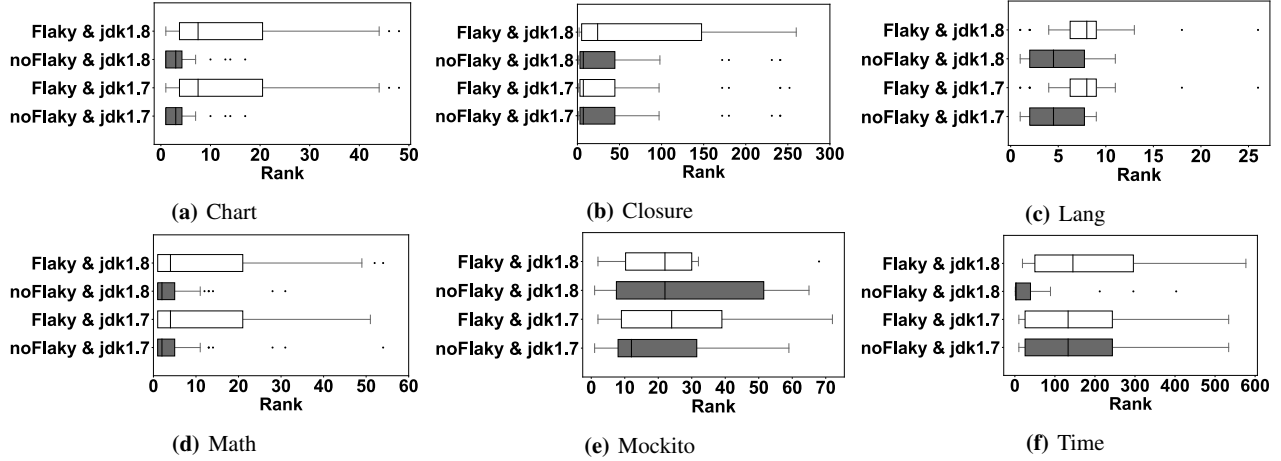 Flaky & jdk1.8
noFlaky & jdk1.8
Flaky & jdk1.7
noFlaky & jdk1.7
0 10 20 30 40 50
Rank
(a) Chart
Flaky & jdk1.8
noFlaky & jdk1.8
Flaky & jdk1.7
noFlaky & jdk1.7
0 50 100 150 200 250 300
Rank
(b) Closure
Flaky & jdk1.8
noFlaky & jdk1.8
Flaky & jdk1.7
noFlaky & jdk1.7
0 5 10 15 20 25
Rank
(c) Lang
Flaky & jdk1.8
noFlaky & jdk1.8
Flaky & jdk1.7
noFlaky & jdk1.7
0 10 20 30 40 50 60
Rank
(d) Math
Flaky & jdk1.8
noFlaky & jdk1.8
Flaky & jdk1.7
noFlaky & jdk1.7
0 10 20 30 40 50 60 70
Rank
(e) Mockito
Flaky & jdk1.8
noFlaky & jdk1.8
Flaky & jdk1.7
noFlaky & jdk1.7
0 100 200 300 400 500 600
Rank
(f) Time